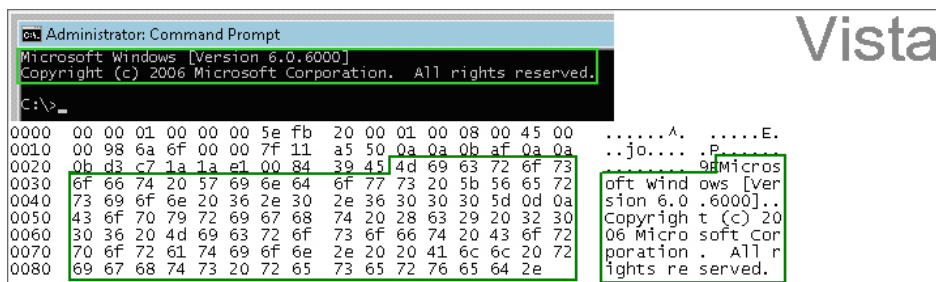 Administrator: Command Prompt
Vista
Microsoft Windows [Version 6.0.6000]
Copyright (c) 2006 Microsoft Corporation.  All rights reserved.
C:\>_
0000  00 00 01 00 00 00 5e fb  20 00 01 00 08 00 45 00  ......^.  .....E.
0010  00 98 6a 6f 00 00 7f 11  a5 50 0a 0a 0b af 0a 0a  ..jo.... .P......
0020  0b d3 c7 1a 1a e1 00 84  39 45 4d 69 63 72 6f 73  ........ 9EMicros
0030  6f 66 74 20 57 69 6e 64  6f 77 73 20 5b 56 65 72  oft Wind ows [Ver
0040  73 69 6f 6e 20 36 2e 30  2e 36 30 30 30 5d 0d 0a  sion 6.0 .6000]..
0050  43 6f 70 79 72 69 67 68  74 20 28 63 29 20 32 30  Copyrigh t (c) 20
0060  30 36 20 4d 69 63 72 6f  73 6f 66 74 20 43 6f 72  06 Micro soft Cor
0070  70 6f 72 61 74 69 6f 6e  2e 20 20 41 6c 6c 20 72  poration .  All r
0080  69 67 68 74 73 20 72 65  73 65 72 76 65 64 2e  ights re served.